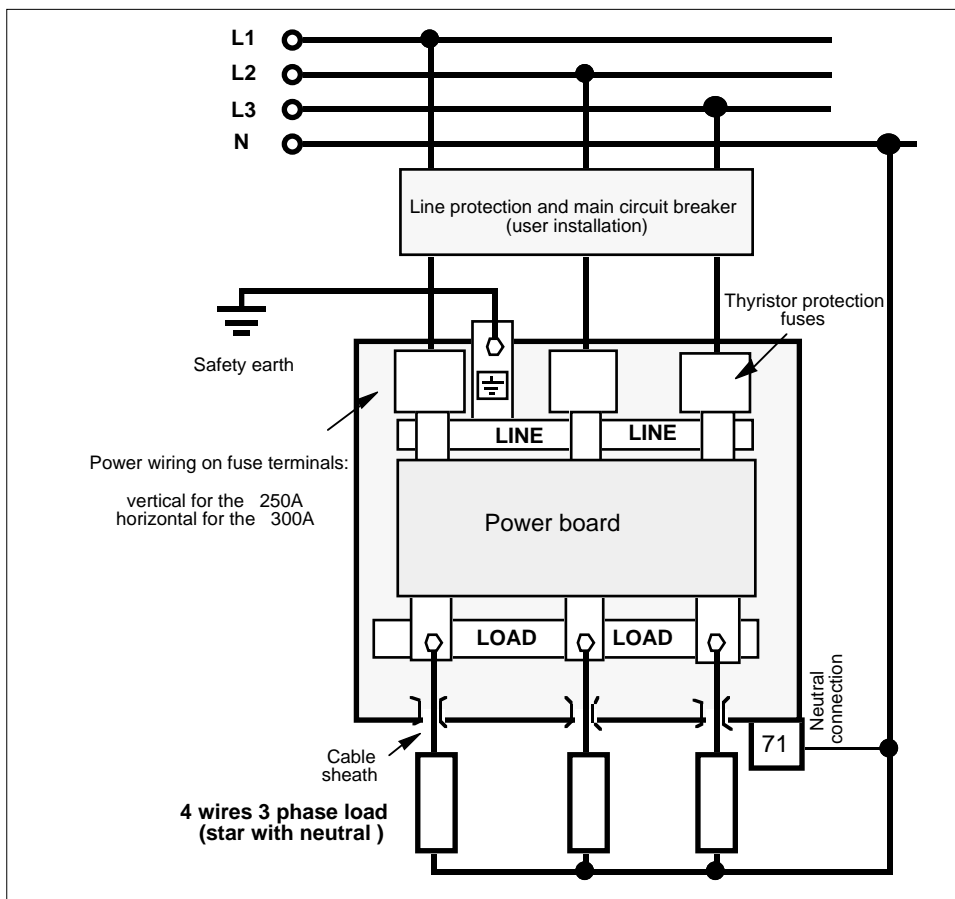 L1
L2
L3
N
Line protection and main circuit breaker
(user installation)
Thyristor protection
fuses
Safety earth
LINE
LINE
Power wiring on fuse terminals:
vertical for the 250A
horizontal for the 300A
Power board
LOAD
LOAD
Neutral
connection
71
Cable
sheath
4 wires 3 phase load
(star with neutral )